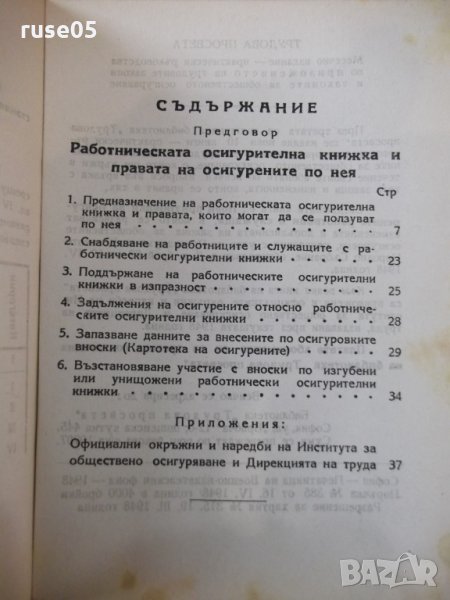 ruse05
СЪДЪРЖАНИЕ
Предговор
Работническата осигурителна книжка и
правата на осигурените по нея
Стр
1. Предназначение на работническата осигурителна
книжка и правата, които могат да се ползуват
по нея . . . . . . . . . . . . . . . 7
2. Снабдяване на работниците и служащите с ра-
ботнически осигурителни книжки . . . . . . 23
3. Поддържане на работническите осигурителни
книжки в изпразност . . . . . . . . . . 25
4. Задължения на осигурените относно работниче-
ските осигурителни книжки . . . . . . . . 28
5. Запазване данните за внесените по осигуровките
вноски (Картотека на осигурените) . . . . . 29
6. Възстановяване участие с вноски по изгубени
или унищожени работнически осигурителни
книжки . . . . . . . . . . . . . . . 34
Приложения:
Официални окръжни и наредби на Института за
обществено осигуряване и Дирекцията на труда 37
bazar.bg